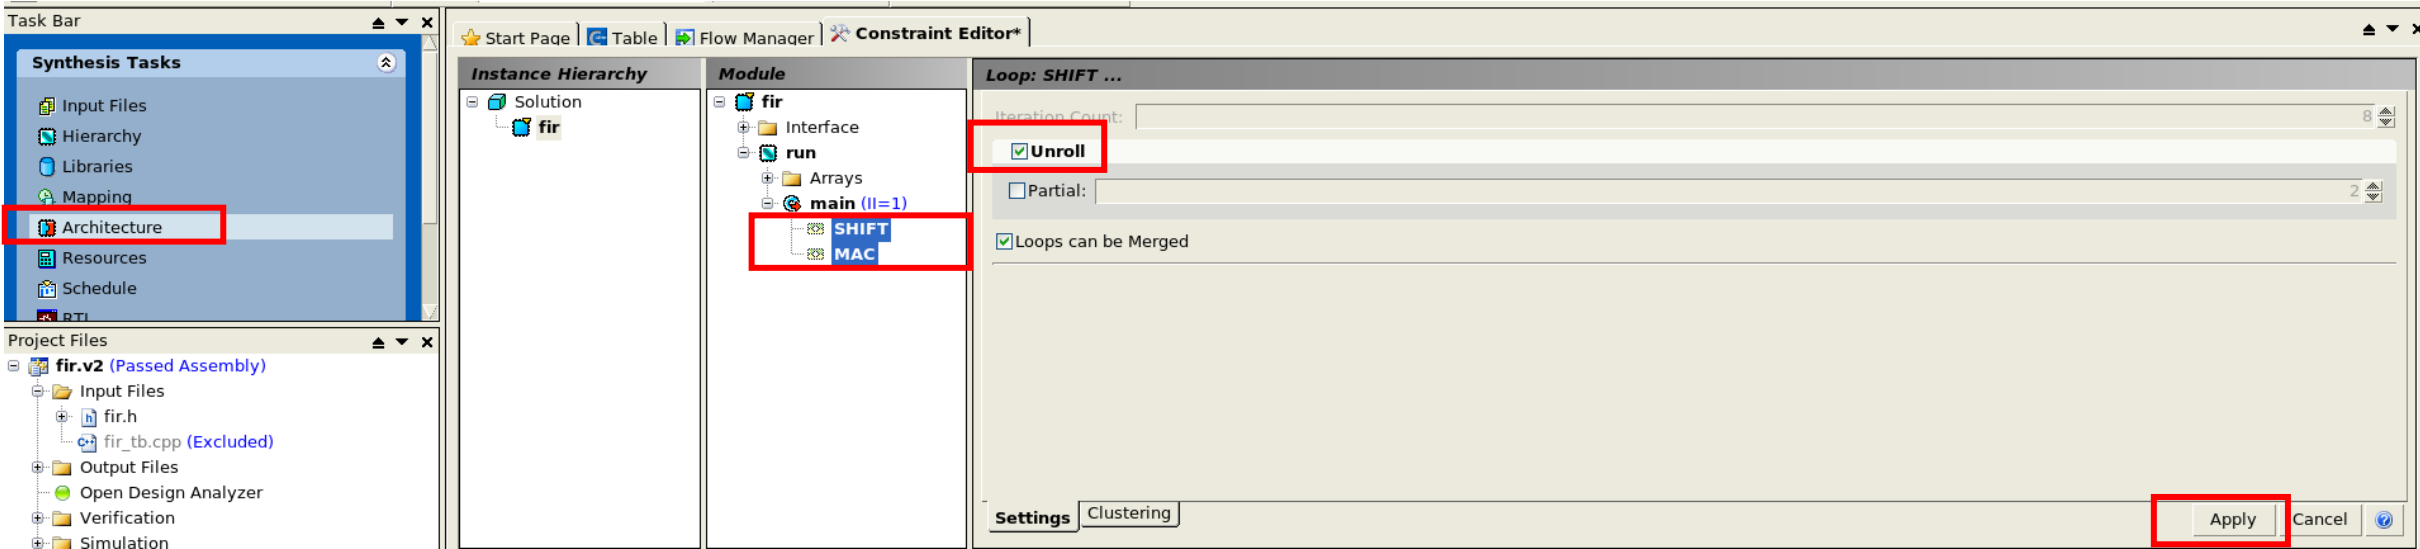 Task Bar
Synthesis Tasks
Input Files
Hierarchy
Libraries
Mapping
Architecture
Resources
Schedule
RTL
Project Files
fir.v2 (Passed Assembly)
Input Files
fir.h
fir_tb.cpp (Excluded)
Output Files
Open Design Analyzer
Verification
Simulation
Start Page
Table
Flow Manager
Constraint Editor*
Instance Hierarchy
Solution
fir
Module
fir
Interface
run
Arrays
main (II=1)
SHIFT
MAC
Loop: SHIFT ...
Iteration Count: 8
Unroll
Partial: 2
Loops can be Merged
Settings
Clustering
Apply
Cancel